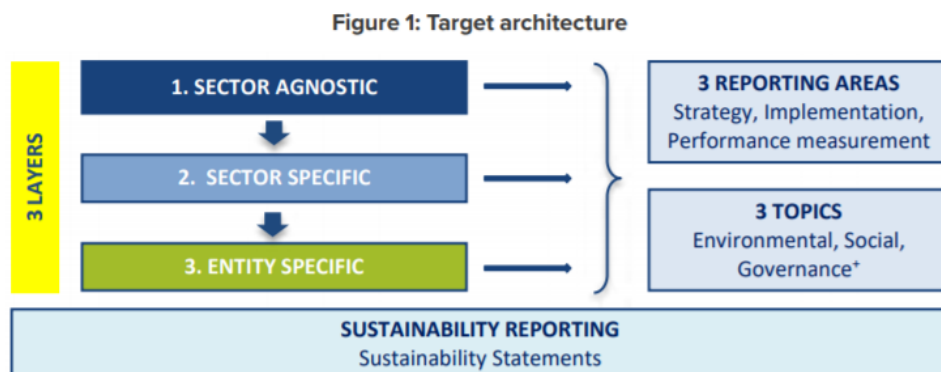 Figure 1: Target architecture
3 LAYERS
1. SECTOR AGNOSTIC
2. SECTOR SPECIFIC
3. ENTITY SPECIFIC
3 REPORTING AREAS
Strategy, Implementation,
Performance measurement
3 TOPICS
Environmental, Social,
Governance⁺
SUSTAINABILITY REPORTING
Sustainability Statements